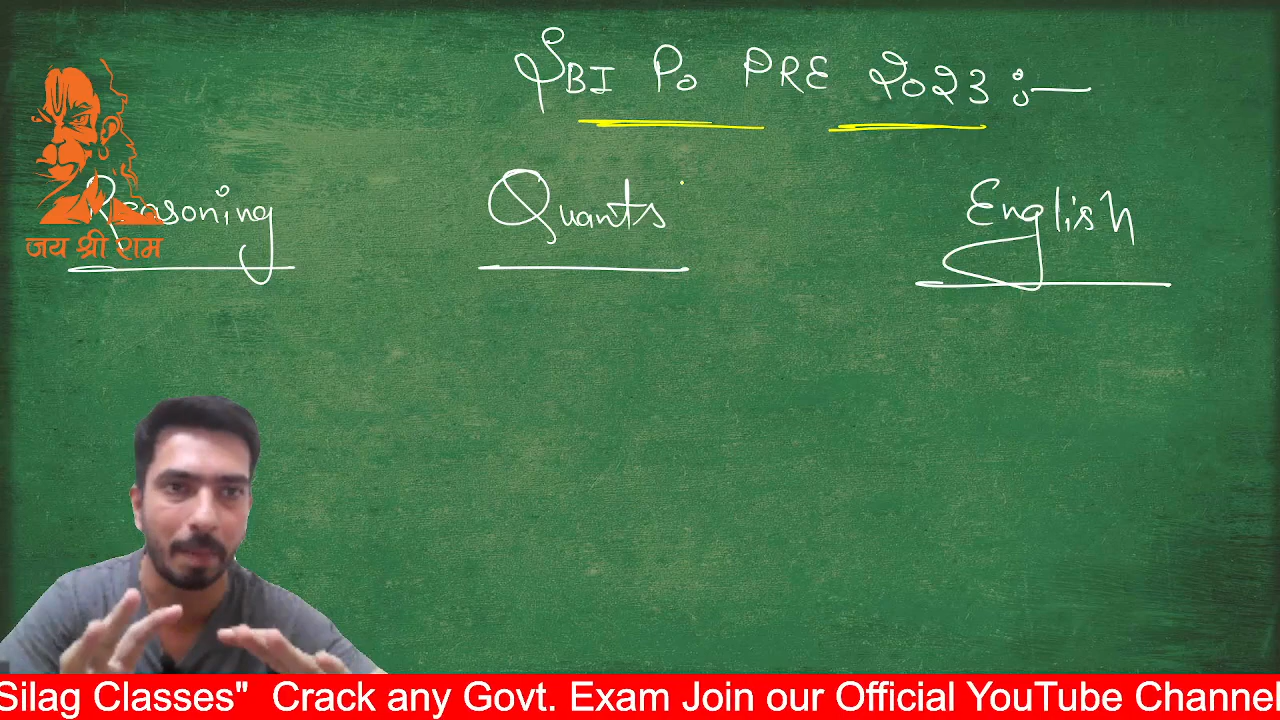 SBI PO PRE 2023 :-
Reasoning Quants English
जय श्री राम
Silag Classes" Crack any Govt. Exam Join our Official YouTube Channel